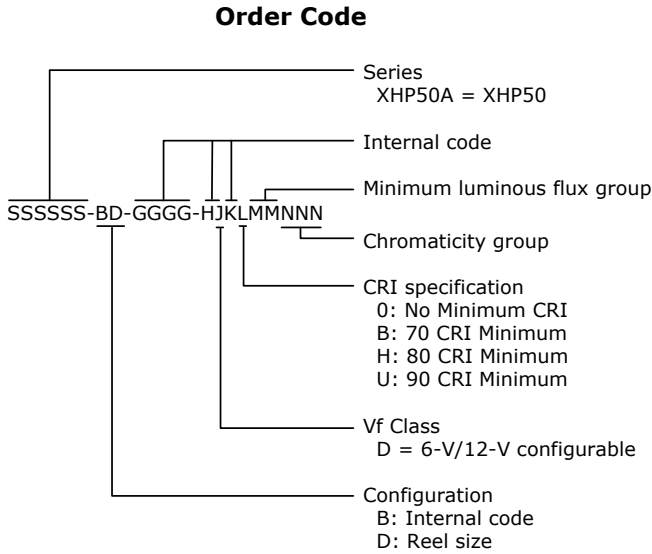 Order Code
Series
XHP50A = XHP50
Internal code
Minimum luminous flux group
SSSSSS-BD-GGGG-HJKLMMNNN
Chromaticity group
CRI specification
0: No Minimum CRI
B: 70 CRI Minimum
H: 80 CRI Minimum
U: 90 CRI Minimum
Vf Class
D = 6-V/12-V configurable
Configuration
B: Internal code
D: Reel size